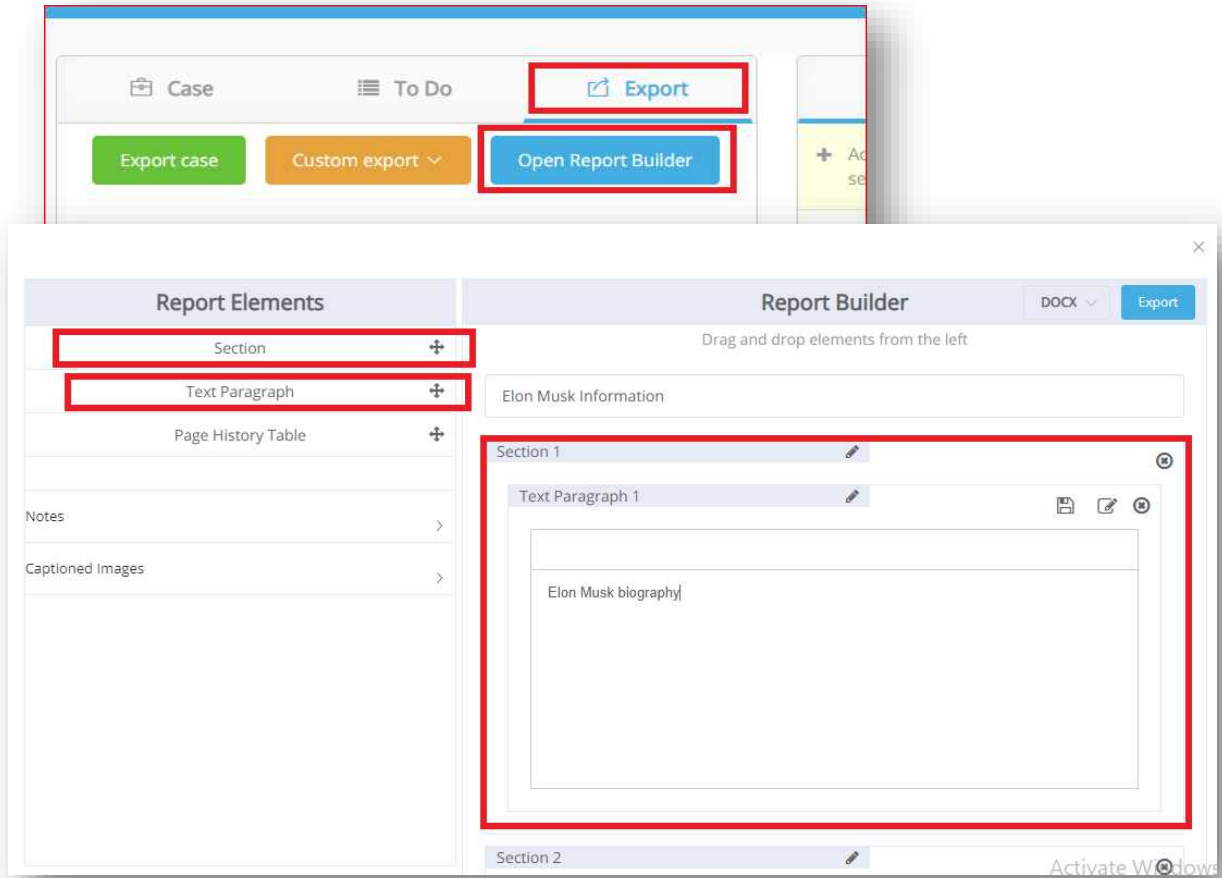 Case To Do Export
Export case Custom export Open Report Builder
Report Elements
Section
Text Paragraph
Page History Table
Notes
Captioned Images
Report Builder DOCX Export
Drag and drop elements from the left
Elon Musk Information
Section 1
Text Paragraph 1
Elon Musk biography
Section 2
Activate Windows